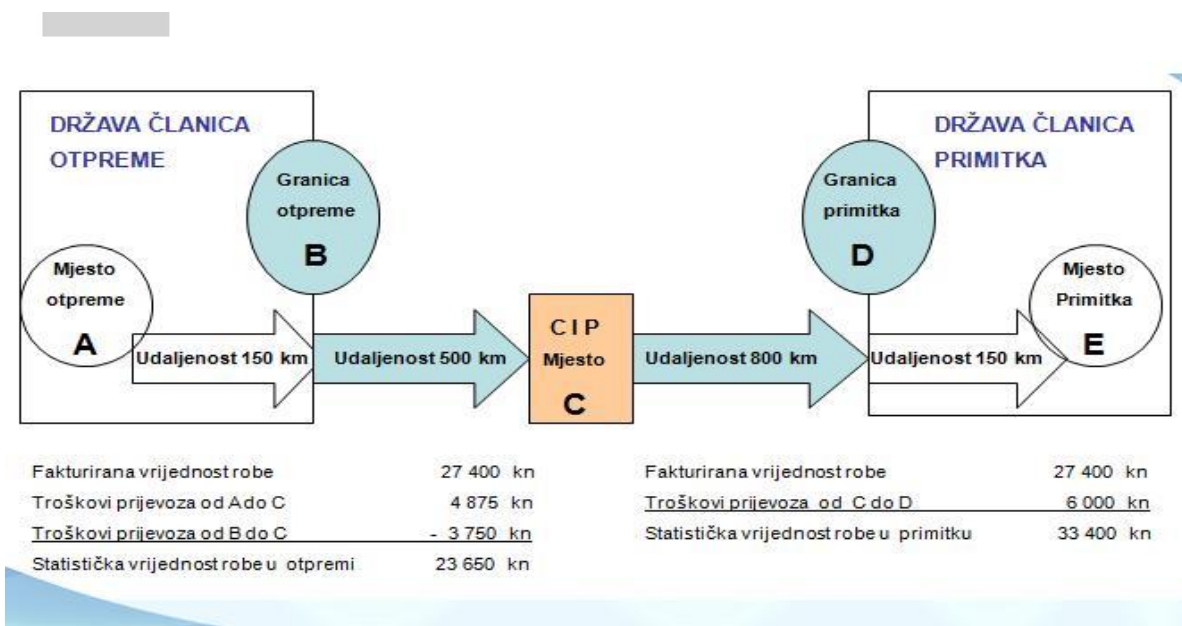 DRŽAVA ČLANICA
OTPREME
Granica
otpreme
B
Mjesto
otpreme
A
Udaljenost 150 km
Udaljenost 500 km
CIP
Mjesto
C
Udaljenost 800 km
DRŽAVA ČLANICA
PRIMITKA
Granica
primitka
D
Udaljenost 150 km
Mjesto
Primitka
E
Fakturirana vrijednost robe 27 400 kn
Troškovi prijevoza od A do C 4 875 kn
Troškovi prijevoza od B do C - 3 750 kn
Statistička vrijednost robe u otpremi 23 650 kn
Fakturirana vrijednost robe 27 400 kn
Troškovi prijevoza od C do D 6 000 kn
Statistička vrijednost robe u primitku 33 400 kn